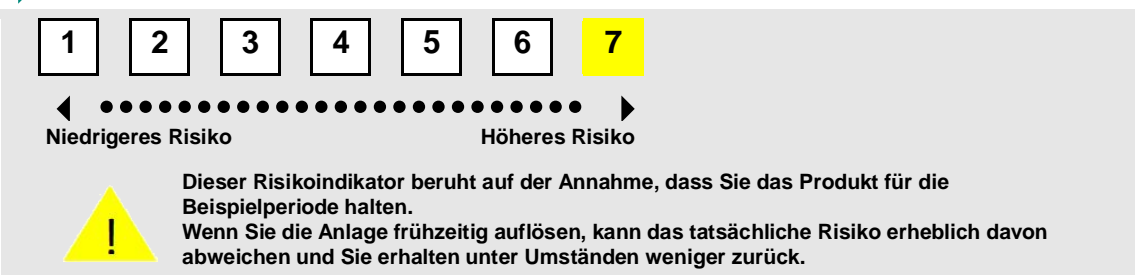 1 2 3 4 5 6 7
Niedrigeres Risiko Höheres Risiko
Dieser Risikoindikator beruht auf der Annahme, dass Sie das Produkt für die
Beispielperiode halten.
! Wenn Sie die Anlage frühzeitig auflösen, kann das tatsächliche Risiko erheblich davon
abweichen und Sie erhalten unter Umständen weniger zurück.